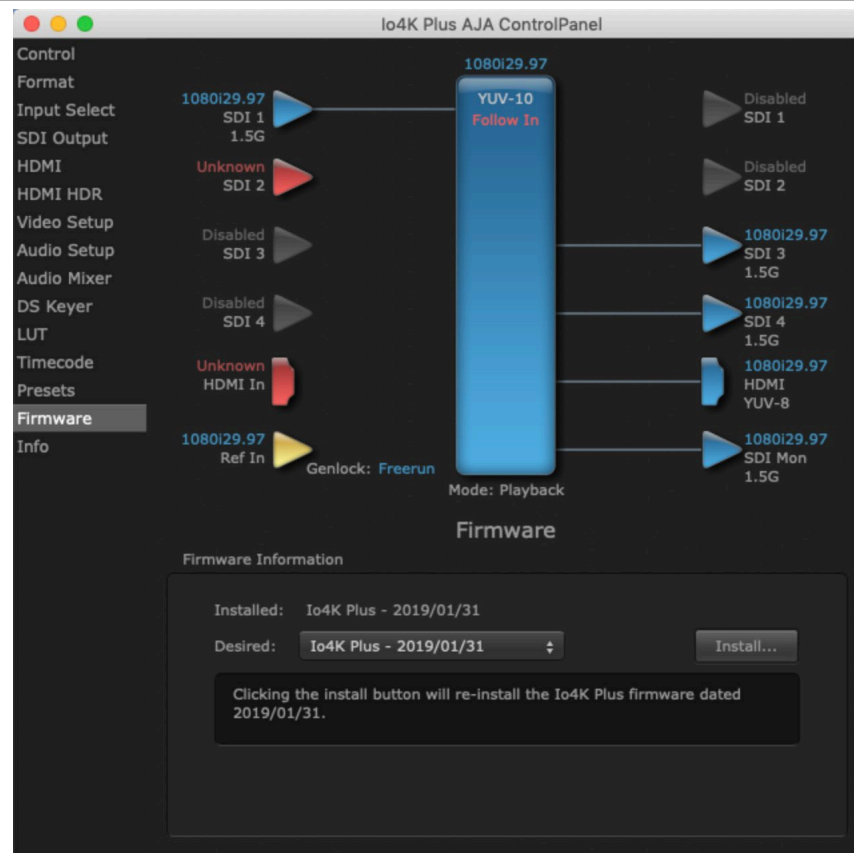 Io4K Plus AJA ControlPanel
Control
Format
Input Select
SDI Output
HDMI
HDMI HDR
Video Setup
Audio Setup
Audio Mixer
DS Keyer
LUT
Timecode
Presets
Firmware
Info
1080i29.97
YUV-10
Follow In
1080i29.97
SDI 1
1.5G
Unknown
SDI 2
Disabled
SDI 3
Disabled
SDI 4
Unknown
HDMI In
1080i29.97
Ref In
Genlock: Freerun
Mode: Playback
Disabled
SDI 1
Disabled
SDI 2
1080i29.97
SDI 3
1.5G
1080i29.97
SDI 4
1.5G
1080i29.97
HDMI
YUV-8
1080i29.97
SDI Mon
1.5G
Firmware
Firmware Information
Installed: Io4K Plus - 2019/01/31
Desired: Io4K Plus - 2019/01/31
Install...
Clicking the install button will re-install the Io4K Plus firmware dated
2019/01/31.